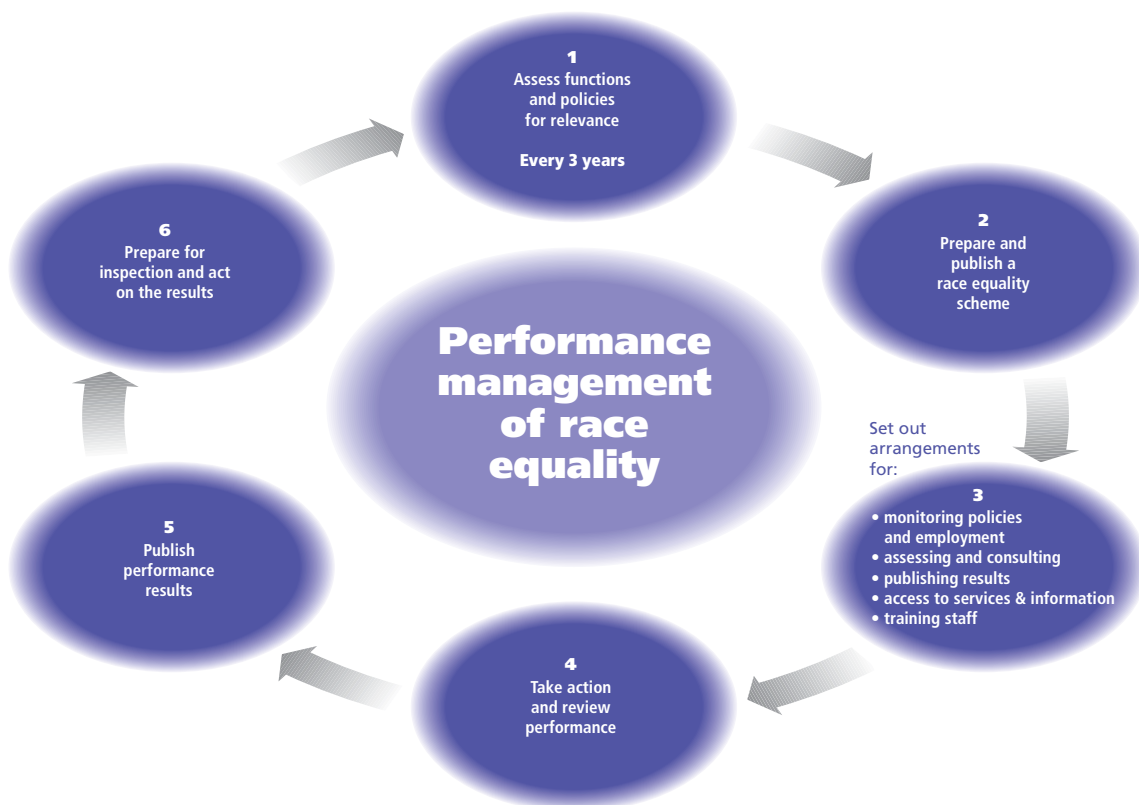 1
Assess functions
and policies
for relevance
Every 3 years
2
Prepare and
publish a
race equality
scheme
Set out
arrangements
for:
3
• monitoring policies
and employment
• assessing and consulting
• publishing results
• access to services & information
• training staff
4
Take action
and review
performance
5
Publish
performance
results
6
Prepare for
inspection and act
on the results
Performance
management
of race
equality